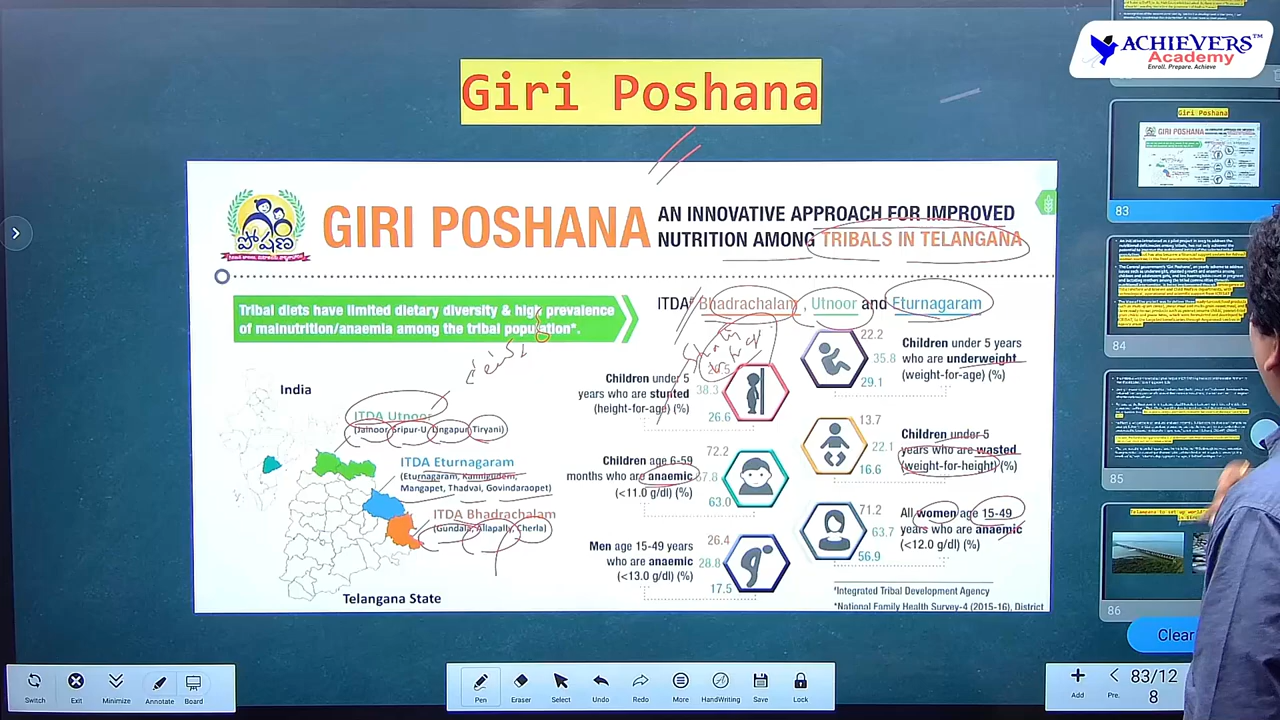 ACHIEVERS™
Academy
Enroll. Prepare. Achieve
Giri Poshana
పోషణ
GIRI POSHANA
AN INNOVATIVE APPROACH FOR IMPROVED
NUTRITION AMONG TRIBALS IN TELANGANA
Tribal diets have limited dietary diversity & high prevalence
of malnutrition/anaemia among the tribal population*.
ITDA* Bhadrachalam, Utnoor and Eturnagaram
India
ITDA Utnoor
(Jainoor, Sripur-U, Lingapur, Tiryani)
ITDA Eturnagaram
(Eturnagaram, Kannigudem,
Mangapet, Thadvai, Govindaraopet)
ITDA Bhadrachalam
(Gundala, Allapally, Cherla)
Telangana State
Children under 5
years who are stunted
(height-for-age) (%)
38.3
26.6
Children under 5 years
who are underweight
(weight-for-age) (%)
22.2
35.8
29.1
Children age 6-59
months who are anaemic
(<11.0 g/dl) (%)
72.2
67.8
63.0
Children under 5
years who are wasted
(weight-for-height) (%)
13.7
22.1
16.6
Men age 15-49 years
who are anaemic
(<13.0 g/dl) (%)
26.4
28.8
17.5
All women age 15-49
years who are anaemic
(<12.0 g/dl) (%)
71.2
63.7
56.9
*Integrated Tribal Development Agency
*National Family Health Survey-4 (2015-16), District
Giri Poshana
GIRI POSHANA
83
84
85
86
Clear
Switch
Exit
Minimize
Annotate
Board
Pen
Eraser
Select
Undo
Redo
More
HandWriting
Save
Lock
Add
Pre.
83/12
8